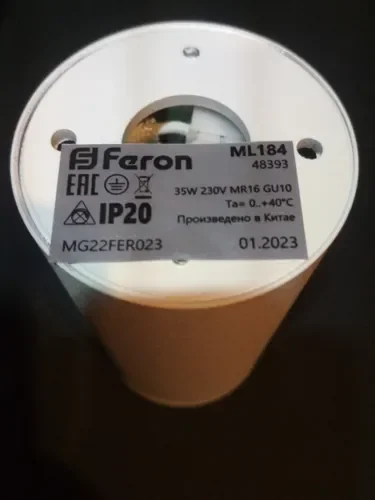 Feron ML184
48393
EAC 35W 230V MR16 GU10
IP20 Ta= 0..+40°C
Произведено в Китае
MG22FER023 01.2023